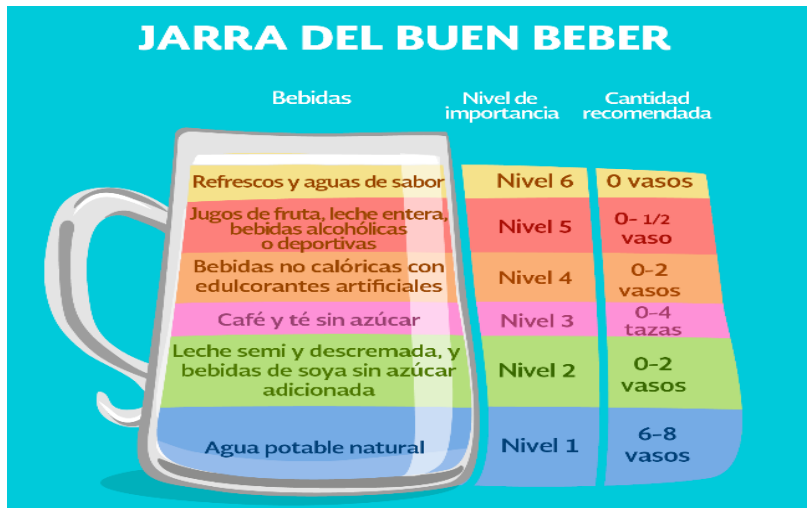 JARRA DEL BUEN BEBER
Bebidas
Nivel de
importancia
Cantidad
recomendada
Refrescos y aguas de sabor
Nivel 6
0 vasos
Jugos de fruta, leche entera,
bebidas alcohólicas
o deportivas
Nivel 5
0- 1/2
vaso
Bebidas no calóricas con
edulcorantes artificiales
Nivel 4
0-2
vasos
Café y té sin azúcar
Nivel 3
0-4
tazas
Leche semi y descremada, y
bebidas de soya sin azúcar
adicionada
Nivel 2
0-2
vasos
Agua potable natural
Nivel 1
6-8
vasos